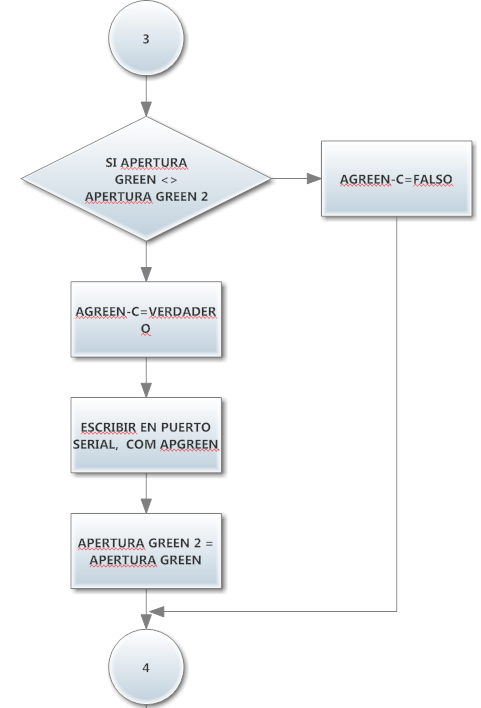 3
SI APERTURA
GREEN <>
APERTURA GREEN 2
AGREEN-C=FALSO
AGREEN-C=VERDADER
O
ESCRIBIR EN PUERTO
SERIAL, COM APGREEN
APERTURA GREEN 2 =
APERTURA GREEN
4